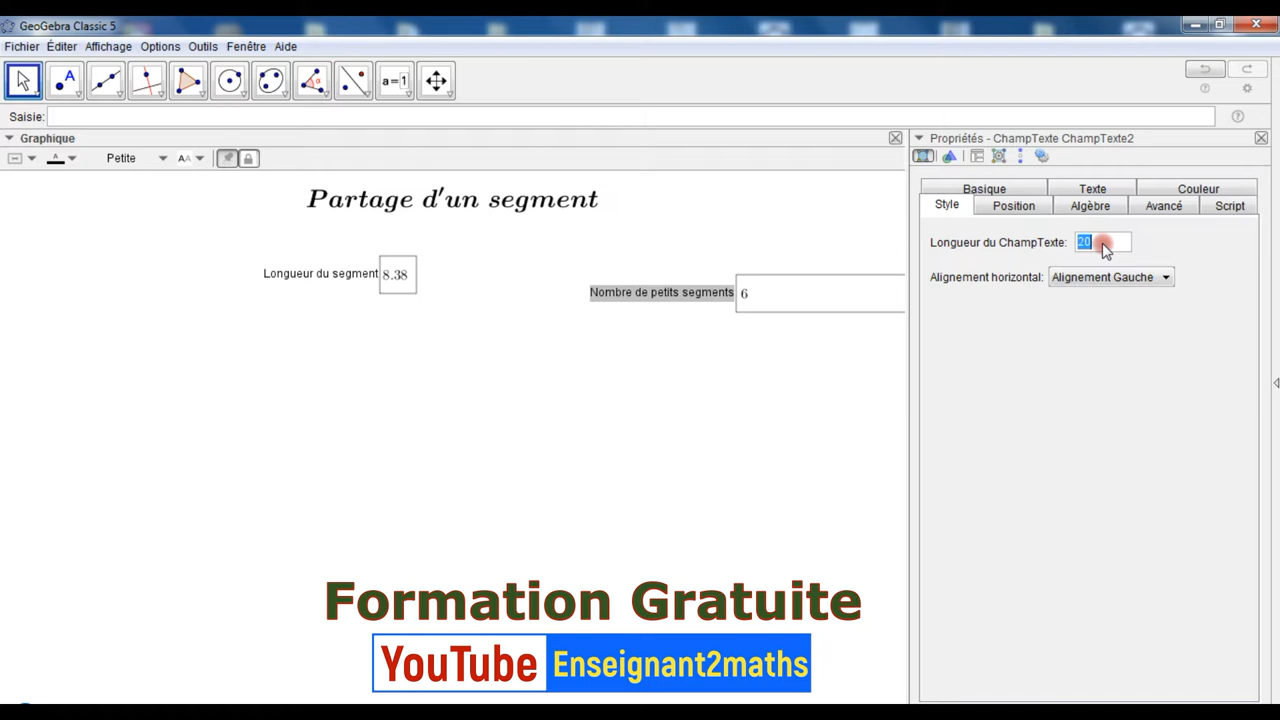 GeoGebra Classic 5
Fichier Éditer Affichage Options Outils Fenêtre Aide
A a=1
Saisie:
Graphique
Propriétés - ChampTexte ChampTexte2
A Petite AA
Basique Texte Couleur
Style Position Algèbre Avancé Script
Partage d'un segment
Longueur du ChampTexte: 20
Longueur du segment 8.38
Alignement horizontal: Alignement Gauche
Nombre de petits segments 6
Formation Gratuite
YouTube Enseignant2maths